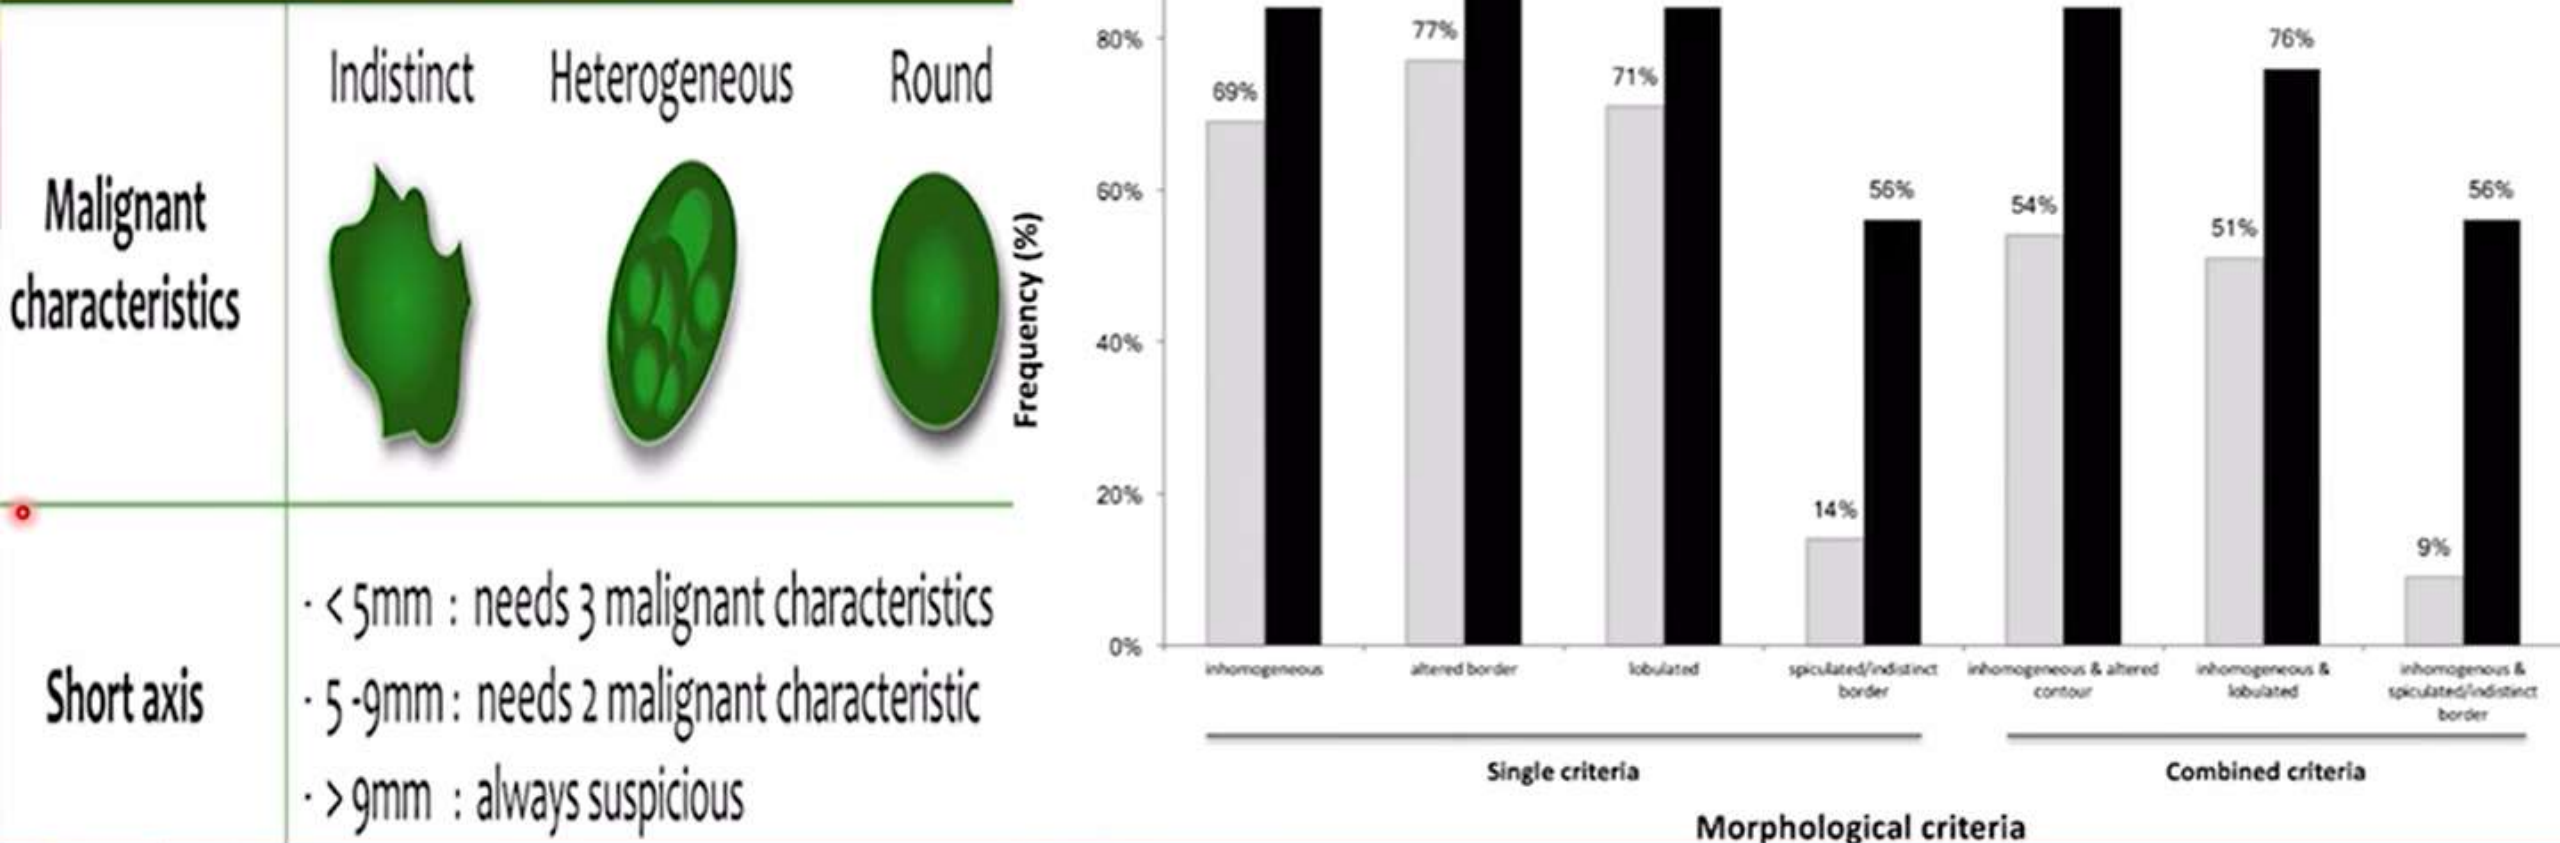 Indistinct Heterogeneous Round
Malignant
characteristics
Short axis
· < 5mm : needs 3 malignant characteristics
· 5 -9mm : needs 2 malignant characteristic
· > 9mm : always suspicious
Frequency (%)
80%
60%
40%
20%
0%
69%
77%
71%
14%
56%
54%
51%
76%
9%
56%
inhomogeneous
altered border
lobulated
spiculated/indistinct
border
inhomogeneous & altered
contour
inhomogeneous &
lobulated
inhomogenous &
spiculated/indistinct
border
Single criteria
Combined criteria
Morphological criteria